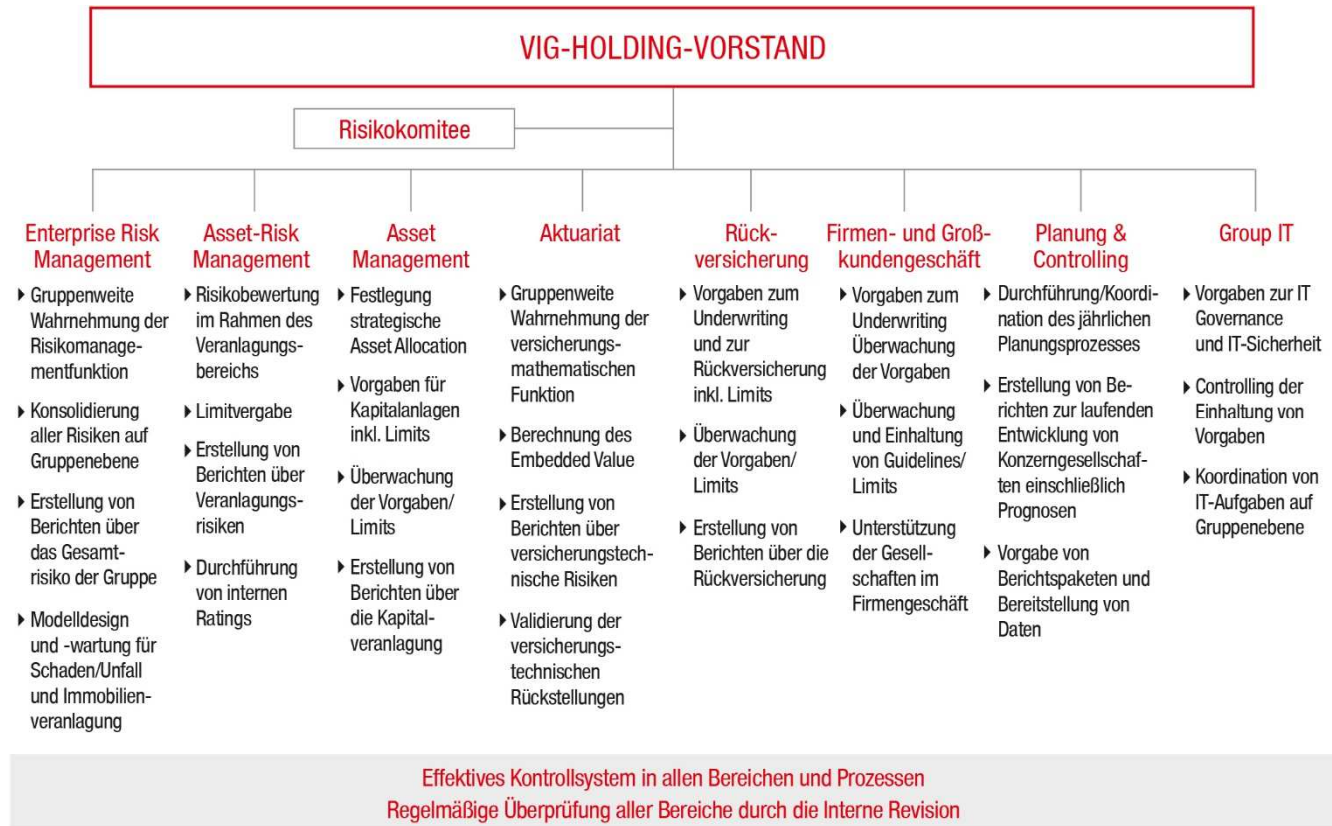 VIG-HOLDING-VORSTAND
Risikokomitee
Enterprise Risk
Management
▸ Gruppenweite
Wahrnehmung der
Risikomanage-
mentfunktion
▸ Konsolidierung
aller Risiken auf
Gruppenebene
▸ Erstellung von
Berichten über
das Gesamt-
risiko der Gruppe
▸ Modelldesign
und -wartung für
Schaden/Unfall
und Immobilien-
veranlagung
Asset-Risk
Management
▸ Risikobewertung
im Rahmen des
Veranlagungs-
bereichs
▸ Limitvergabe
▸ Erstellung von
Berichten über
Veranlagungs-
risiken
▸ Durchführung
von internen
Ratings
Asset
Management
▸ Festlegung
strategische
Asset Allocation
▸ Vorgaben für
Kapitalanlagen
inkl. Limits
▸ Überwachung
der Vorgaben/
Limits
▸ Erstellung von
Berichten über
die Kapital-
veranlagung
Aktuariat
▸ Gruppenweite
Wahrnehmung der
versicherungs-
mathematischen
Funktion
▸ Berechnung des
Embedded Value
▸ Erstellung von
Berichten über
versicherungstech-
nische Risiken
▸ Validierung der
versicherungs-
technischen
Rückstellungen
Rück-
versicherung
▸ Vorgaben zum
Underwriting
und zur
Rückversicherung
inkl. Limits
▸ Überwachung
der Vorgaben/
Limits
▸ Erstellung von
Berichten über die
Rückversicherung
Firmen- und Groß-
kundengeschäft
▸ Vorgaben zum
Underwriting
Überwachung
der Vorgaben
▸ Überwachung
und Einhaltung
von Guidelines/
Limits
▸ Unterstützung
der Gesell-
schaften im
Firmengeschäft
Planung &
Controlling
▸ Durchführung/Koordi-
nation des jährlichen
Planungsprozesses
▸ Erstellung von Be-
richten zur laufenden
Entwicklung von
Konzerngesellschaf-
ten einschließlich
Prognosen
▸ Vorgabe von
Berichtspaketen und
Bereitstellung von
Daten
Group IT
▸ Vorgaben zur IT
Governance
und IT-Sicherheit
▸ Controlling der
Einhaltung von
Vorgaben
▸ Koordination von
IT-Aufgaben auf
Gruppenebene
Effektives Kontrollsystem in allen Bereichen und Prozessen
Regelmäßige Überprüfung aller Bereiche durch die Interne Revision